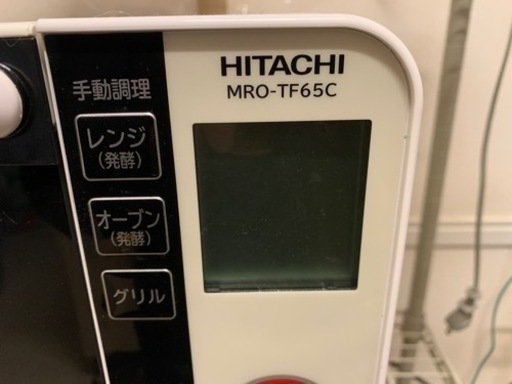 HITACHI
MRO-TF65C
手動調理
レンジ
(発酵)
オーブン
(発酵)
グリル